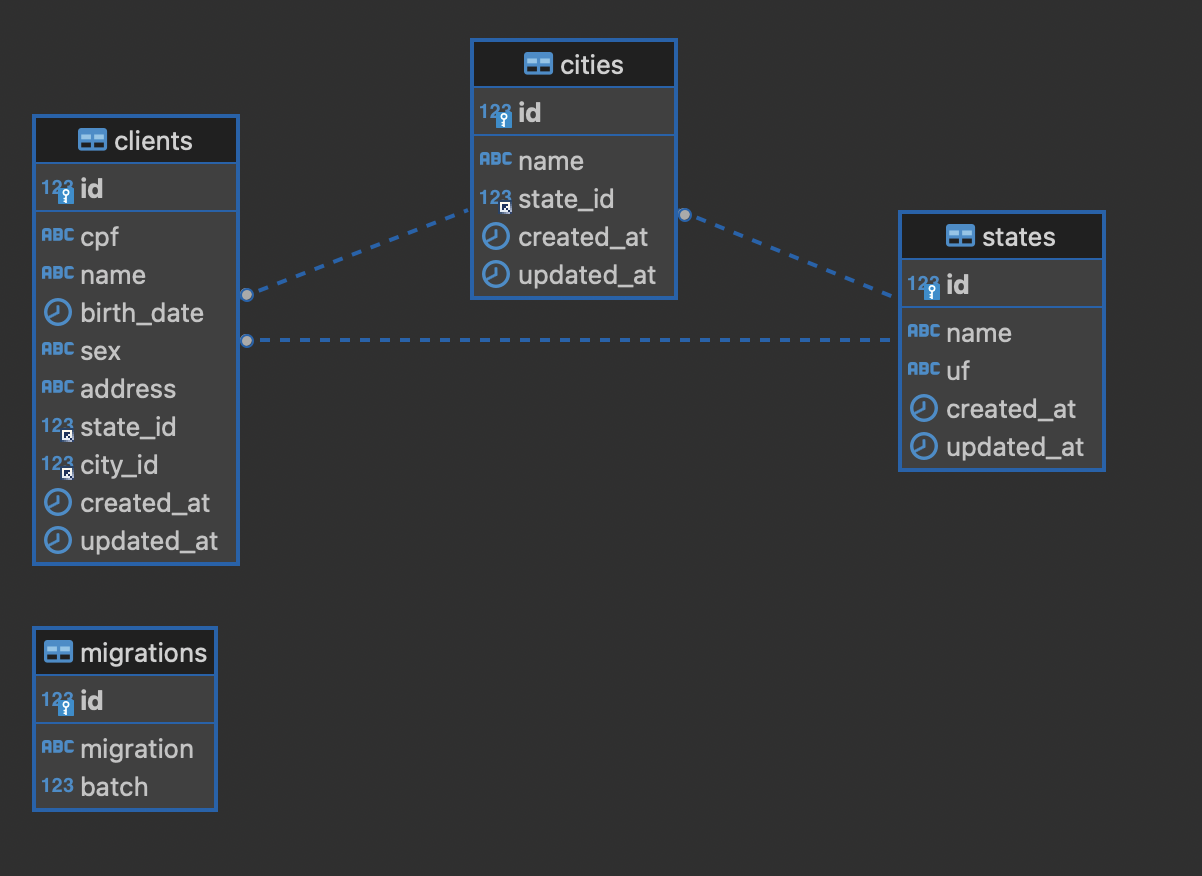 clients
123 id
ABC cpf
ABC name
birth_date
ABC sex
ABC address
123 state_id
123 city_id
created_at
updated_at
cities
123 id
ABC name
123 state_id
created_at
updated_at
states
123 id
ABC name
ABC uf
created_at
updated_at
migrations
123 id
ABC migration
123 batch